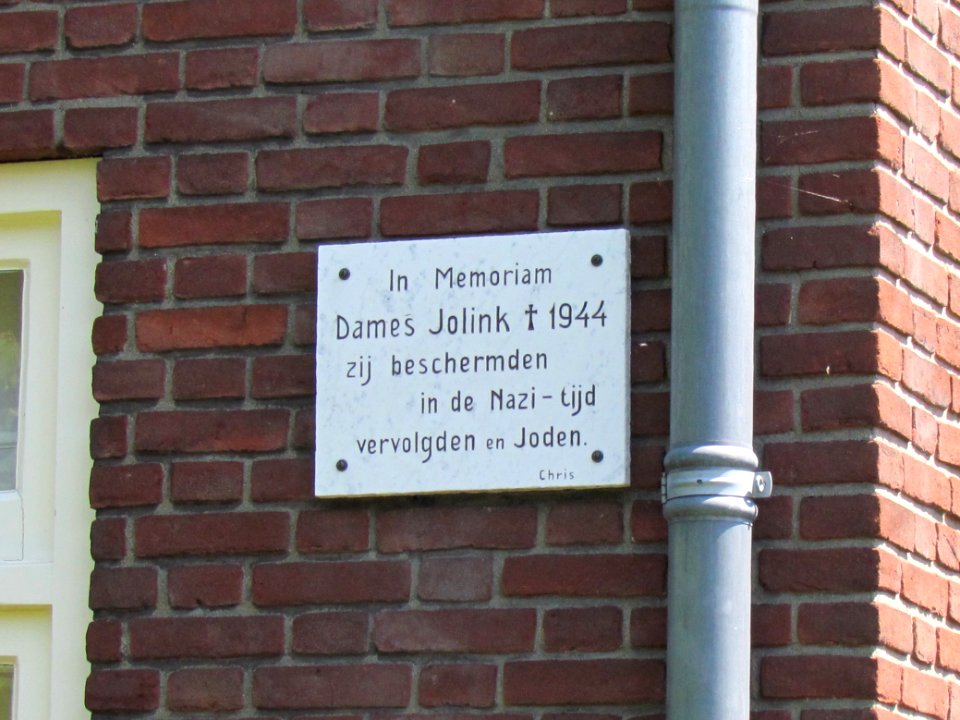 In Memoriam
Dames Jolink † 1944
zij beschermden
in de Nazi-tijd
vervolgden en Joden.
Chris